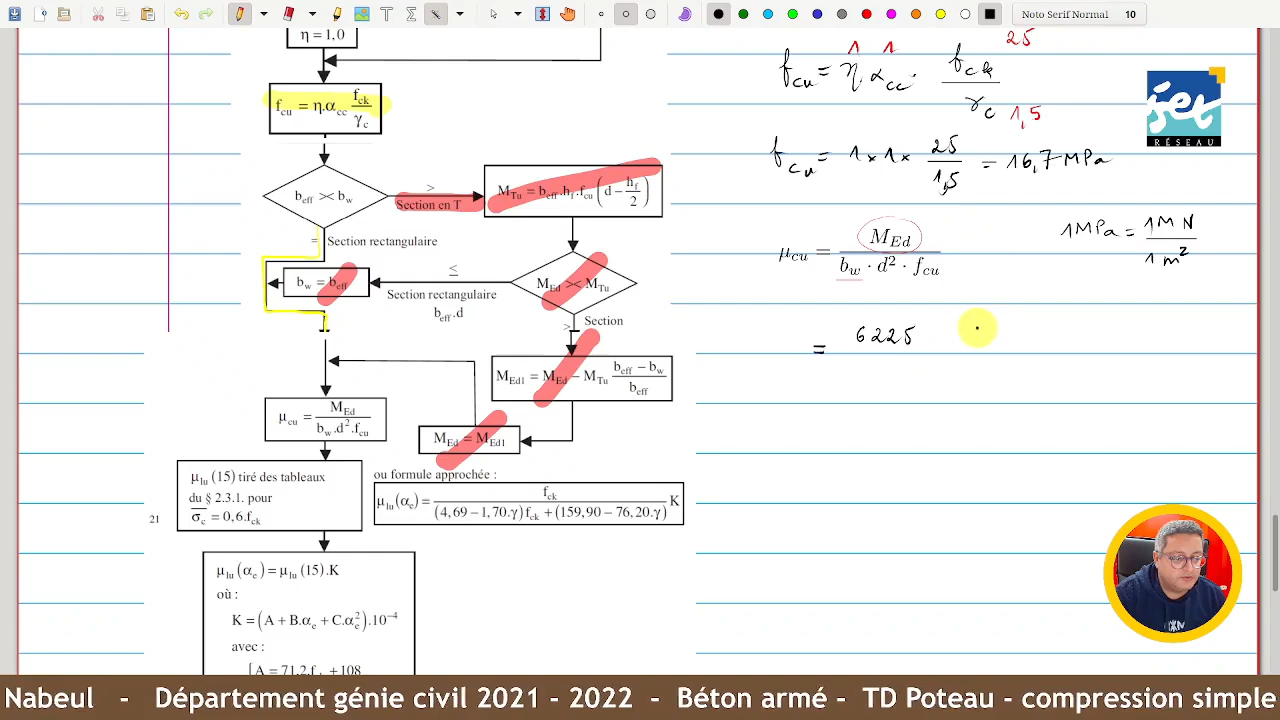 Noto Serif Normal 10
η = 1,0
f_cu = η.α_cc f_ck / γ_c
b_eff >< b_w
>
Section en T
M_Tu = b_eff.h_f.f_cu (d − h_f / 2)
= Section rectangulaire
b_w = b_eff
≤
Section rectangulaire
b_eff.d
M_Ed >< M_Tu
> Section
M_Ed1 = M_Ed − M_Tu (b_eff − b_w) / b_eff
M_Ed = M_Ed1
μ_cu = M_Ed / b_w.d².f_cu
μ_lu (15) tiré des tableaux
du § 2.3.1. pour
σ_c = 0,6.f_ck
ou formule approchée :
μ_lu(α_e) = f_ck / (4,69−1,70.γ)f_ck + (159,90−76,20.γ) K
21
μ_lu(α_e) = μ_lu(15).K
où :
K = (A + B.α_e + C.α_e²).10⁻⁴
avec :
1 1 25
f_cu = η α_cc · f_ck / γ_c 1,5
f_cu = 1 × 1 × 25 / 1,5 = 16,7 MPa
μ_cu = M_Ed / b_w · d² · f_cu
1MPa = 1MN / 1m²
= 6225
iset
RÉSEAU
Nabeul - Département génie civil 2021 - 2022 - Béton armé - TD Poteau - compression simple